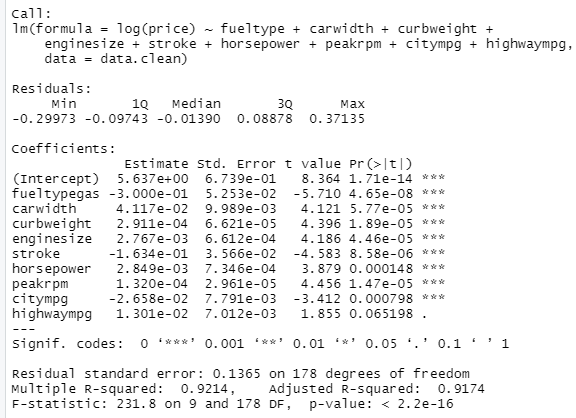 Call:
lm(formula = log(price) ~ fueltype + carwidth + curbweight +
    enginesize + stroke + horsepower + peakrpm + citympg + highwaympg,
    data = data.clean)

Residuals:
     Min       1Q   Median       3Q      Max
-0.29973 -0.09743 -0.01390  0.08878  0.37135

Coefficients:
              Estimate Std. Error t value Pr(>|t|)
(Intercept)  5.637e+00  6.739e-01   8.364 1.71e-14 ***
fueltypegas -3.000e-01  5.253e-02  -5.710 4.65e-08 ***
carwidth     4.117e-02  9.989e-03   4.121 5.77e-05 ***
curbweight   2.911e-04  6.621e-05   4.396 1.89e-05 ***
enginesize   2.767e-03  6.612e-04   4.186 4.46e-05 ***
stroke      -1.634e-01  3.566e-02  -4.583 8.58e-06 ***
horsepower   2.849e-03  7.346e-04   3.879 0.000148 ***
peakrpm      1.320e-04  2.961e-05   4.456 1.47e-05 ***
citympg     -2.658e-02  7.791e-03  -3.412 0.000798 ***
highwaympg   1.301e-02  7.012e-03   1.855 0.065198 .
---
Signif. codes:  0 ‘***’ 0.001 ‘**’ 0.01 ‘*’ 0.05 ‘.’ 0.1 ‘ ’ 1

Residual standard error: 0.1365 on 178 degrees of freedom
Multiple R-squared:  0.9214,    Adjusted R-squared:  0.9174
F-statistic: 231.8 on 9 and 178 DF,  p-value: < 2.2e-16